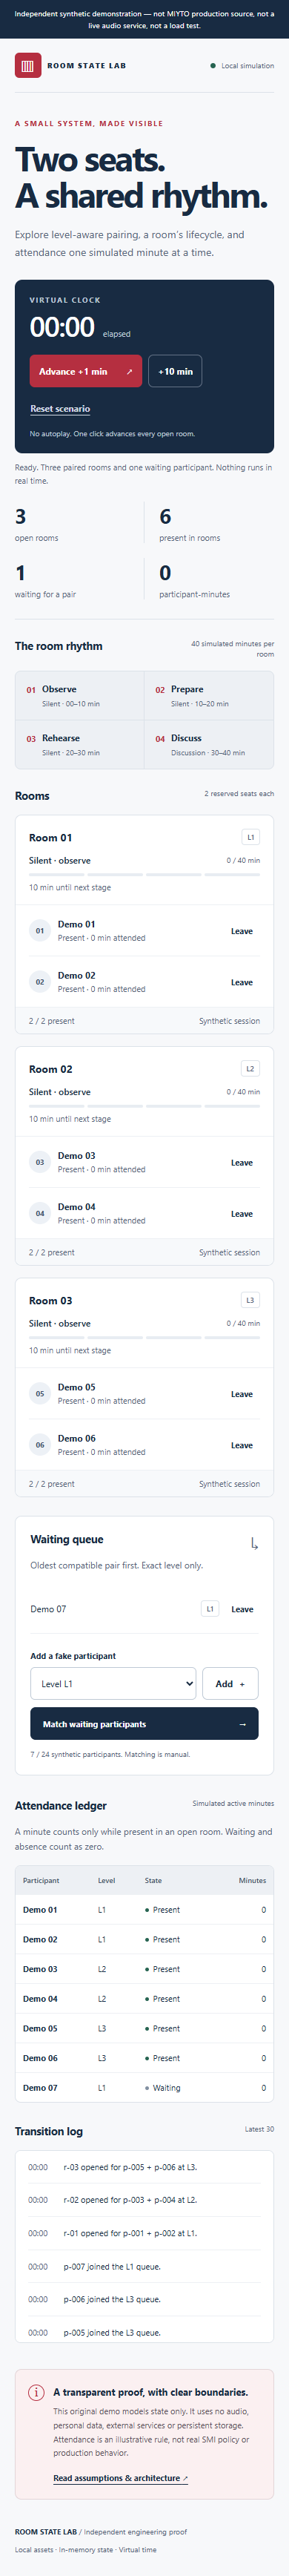 Independent synthetic demonstration — not MIYTO production source, not a
live audio service, not a load test.
ROOM STATE LAB
Local simulation
A SMALL SYSTEM, MADE VISIBLE
Two seats.
A shared rhythm.
Explore level-aware pairing, a room's lifecycle, and
attendance one simulated minute at a time.
VIRTUAL CLOCK
00:00 elapsed
Advance +1 min ↗
+10 min
Reset scenario
No autoplay. One click advances every open room.
Ready. Three paired rooms and one waiting participant. Nothing runs in
real time.
3
open rooms
6
present in rooms
1
waiting for a pair
0
participant-minutes
The room rhythm
40 simulated minutes per
room
01 Observe
Silent · 00–10 min
02 Prepare
Silent · 10–20 min
03 Rehearse
Silent · 20–30 min
04 Discuss
Discussion · 30–40 min
Rooms
2 reserved seats each
Room 01
L1
Silent · observe
0 / 40 min
10 min until next stage
01
Demo 01
Present · 0 min attended
Leave
02
Demo 02
Present · 0 min attended
Leave
2 / 2 present
Synthetic session
Room 02
L2
Silent · observe
0 / 40 min
10 min until next stage
03
Demo 03
Present · 0 min attended
Leave
04
Demo 04
Present · 0 min attended
Leave
2 / 2 present
Synthetic session
Room 03
L3
Silent · observe
0 / 40 min
10 min until next stage
05
Demo 05
Present · 0 min attended
Leave
06
Demo 06
Present · 0 min attended
Leave
2 / 2 present
Synthetic session
Waiting queue
Oldest compatible pair first. Exact level only.
Demo 07
L1
Leave
Add a fake participant
Level L1
Add +
Match waiting participants →
7 / 24 synthetic participants. Matching is manual.
Attendance ledger
Simulated active minutes
A minute counts only while present in an open room. Waiting and
absence count as zero.
Participant Level State Minutes
Demo 01 L1 Present 0
Demo 02 L1 Present 0
Demo 03 L2 Present 0
Demo 04 L2 Present 0
Demo 05 L3 Present 0
Demo 06 L3 Present 0
Demo 07 L1 Waiting 0
Transition log
Latest 30
00:00 r-03 opened for p-005 + p-006 at L3.
00:00 r-02 opened for p-003 + p-004 at L2.
00:00 r-01 opened for p-001 + p-002 at L1.
00:00 p-007 joined the L1 queue.
00:00 p-006 joined the L3 queue.
00:00 p-005 joined the L3 queue.
A transparent proof, with clear boundaries.
This original demo models state only. It uses no audio,
personal data, external services or persistent storage.
Attendance is an illustrative rule, not real SMI policy or
production behavior.
Read assumptions & architecture ↗
ROOM STATE LAB / Independent engineering proof
Local assets · In-memory state · Virtual time